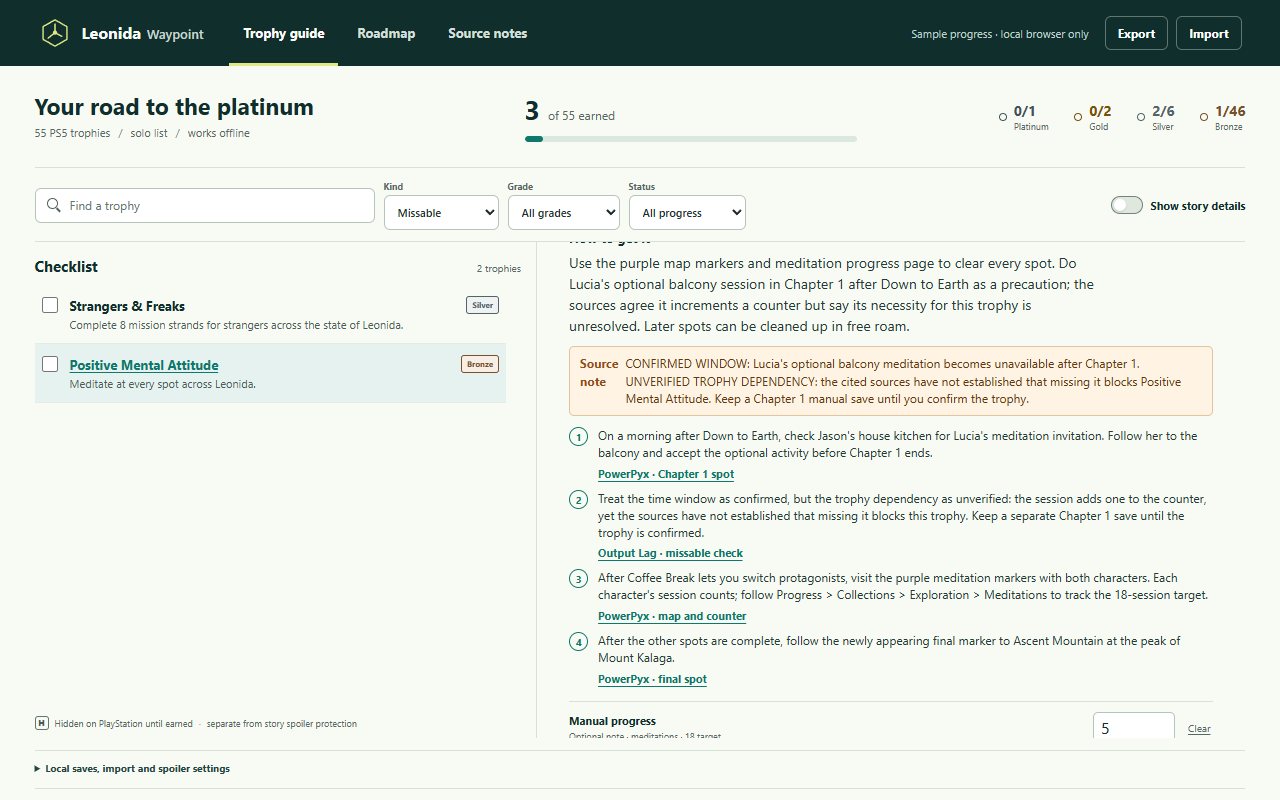 Leonida Waypoint
Trophy guide
Roadmap
Source notes
Sample progress · local browser only
Export
Import
Your road to the platinum
55 PS5 trophies / solo list / works offline
3 of 55 earned
0/1
Platinum
0/2
Gold
2/6
Silver
1/46
Bronze
Find a trophy
Kind
Missable
Grade
All grades
Status
All progress
Show story details
Checklist
2 trophies
Strangers & Freaks
Silver
Complete 8 mission strands for strangers across the state of Leonida.
Positive Mental Attitude
Bronze
Meditate at every spot across Leonida.
H Hidden on PlayStation until earned · separate from story spoiler protection
Use the purple map markers and meditation progress page to clear every spot. Do
Lucia's optional balcony session in Chapter 1 after Down to Earth as a precaution; the
sources agree it increments a counter but say its necessity for this trophy is
unresolved. Later spots can be cleaned up in free roam.
Source note
CONFIRMED WINDOW: Lucia's optional balcony meditation becomes unavailable after Chapter 1.
UNVERIFIED TROPHY DEPENDENCY: the cited sources have not established that missing it blocks Positive
Mental Attitude. Keep a Chapter 1 manual save until you confirm the trophy.
1 On a morning after Down to Earth, check Jason's house kitchen for Lucia's meditation invitation. Follow her to the
balcony and accept the optional activity before Chapter 1 ends.
PowerPyx · Chapter 1 spot
2 Treat the time window as confirmed, but the trophy dependency as unverified: the session adds one to the counter,
yet the sources have not established that missing it blocks this trophy. Keep a separate Chapter 1 save until the
trophy is confirmed.
Output Lag · missable check
3 After Coffee Break lets you switch protagonists, visit the purple meditation markers with both characters. Each
character's session counts; follow Progress > Collections > Exploration > Meditations to track the 18-session target.
PowerPyx · map and counter
4 After the other spots are complete, follow the newly appearing final marker to Ascent Mountain at the peak of
Mount Kalaga.
PowerPyx · final spot
Manual progress
Optional note · meditations · 18 target
5
Clear
Local saves, import and spoiler settings